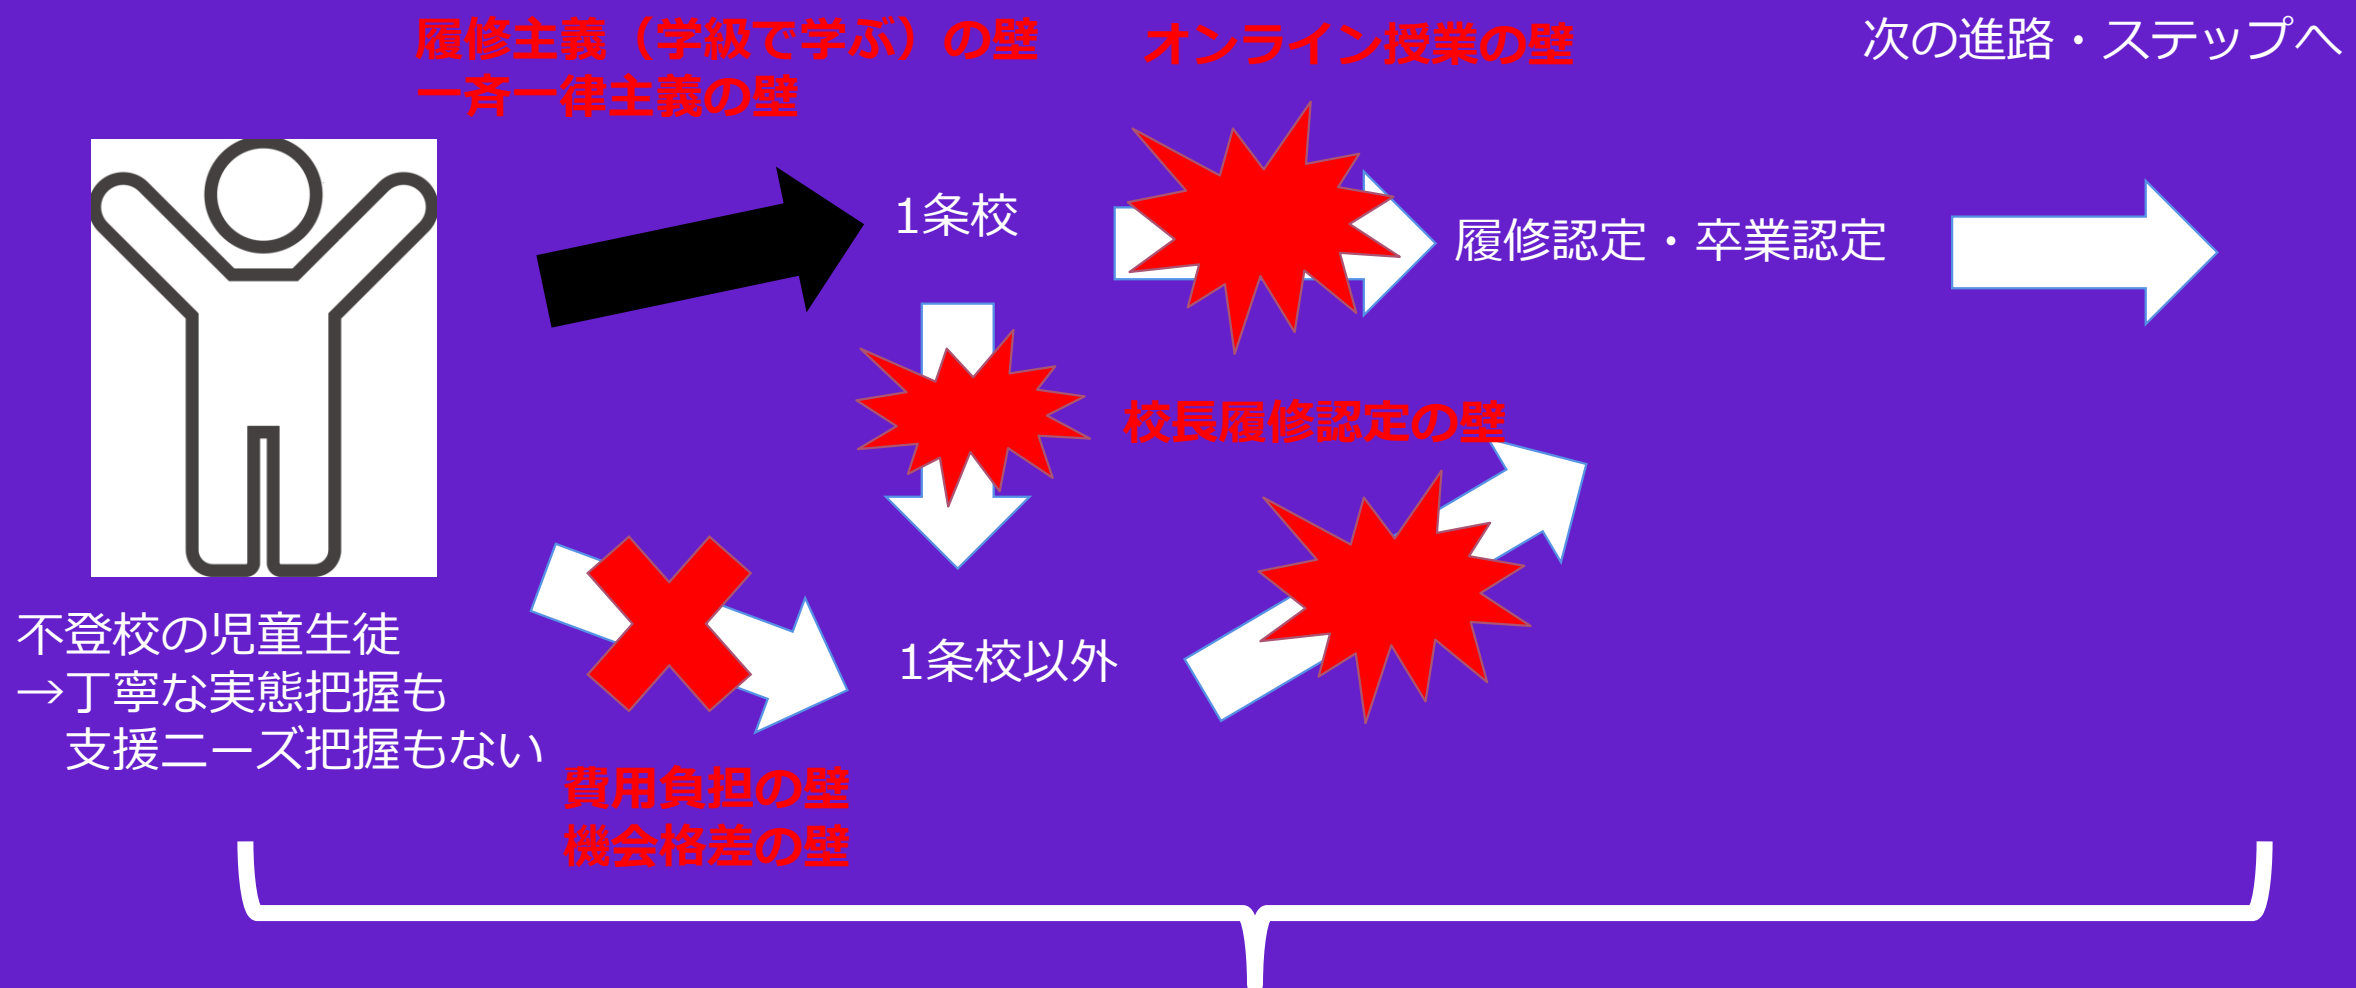 履修主義（学級で学ぶ）の壁
一斉一律主義の壁
オンライン授業の壁
次の進路・ステップへ
1条校
履修認定・卒業認定
校長履修認定の壁
不登校の児童生徒
→丁寧な実態把握も
支援ニーズ把握もない
1条校以外
費用負担の壁
機会格差の壁